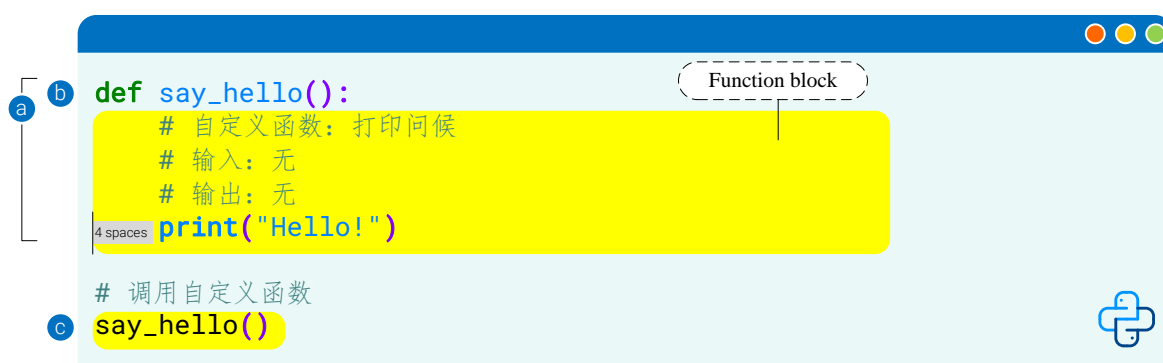 Function block
a
b
def say_hello():
# 自定义函数：打印问候
# 输入：无
# 输出：无
4 spaces print("Hello!")
# 调用自定义函数
c
say_hello()